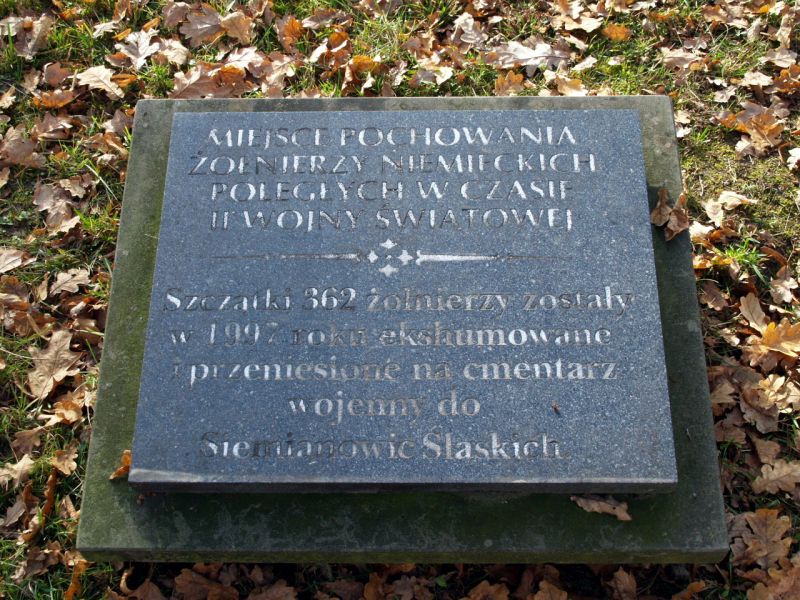 MIEJSCE POCHOWANIA
ŻOŁNIERZY NIEMIECKICH
POLEGŁYCH W CZASIE
II WOJNY ŚWIATOWEJ
Szczątki 362 żołnierzy zostały
w 1997 roku ekshumowane
i przeniesione na cmentarz
wojenny do
Siemianowic Śląskich.